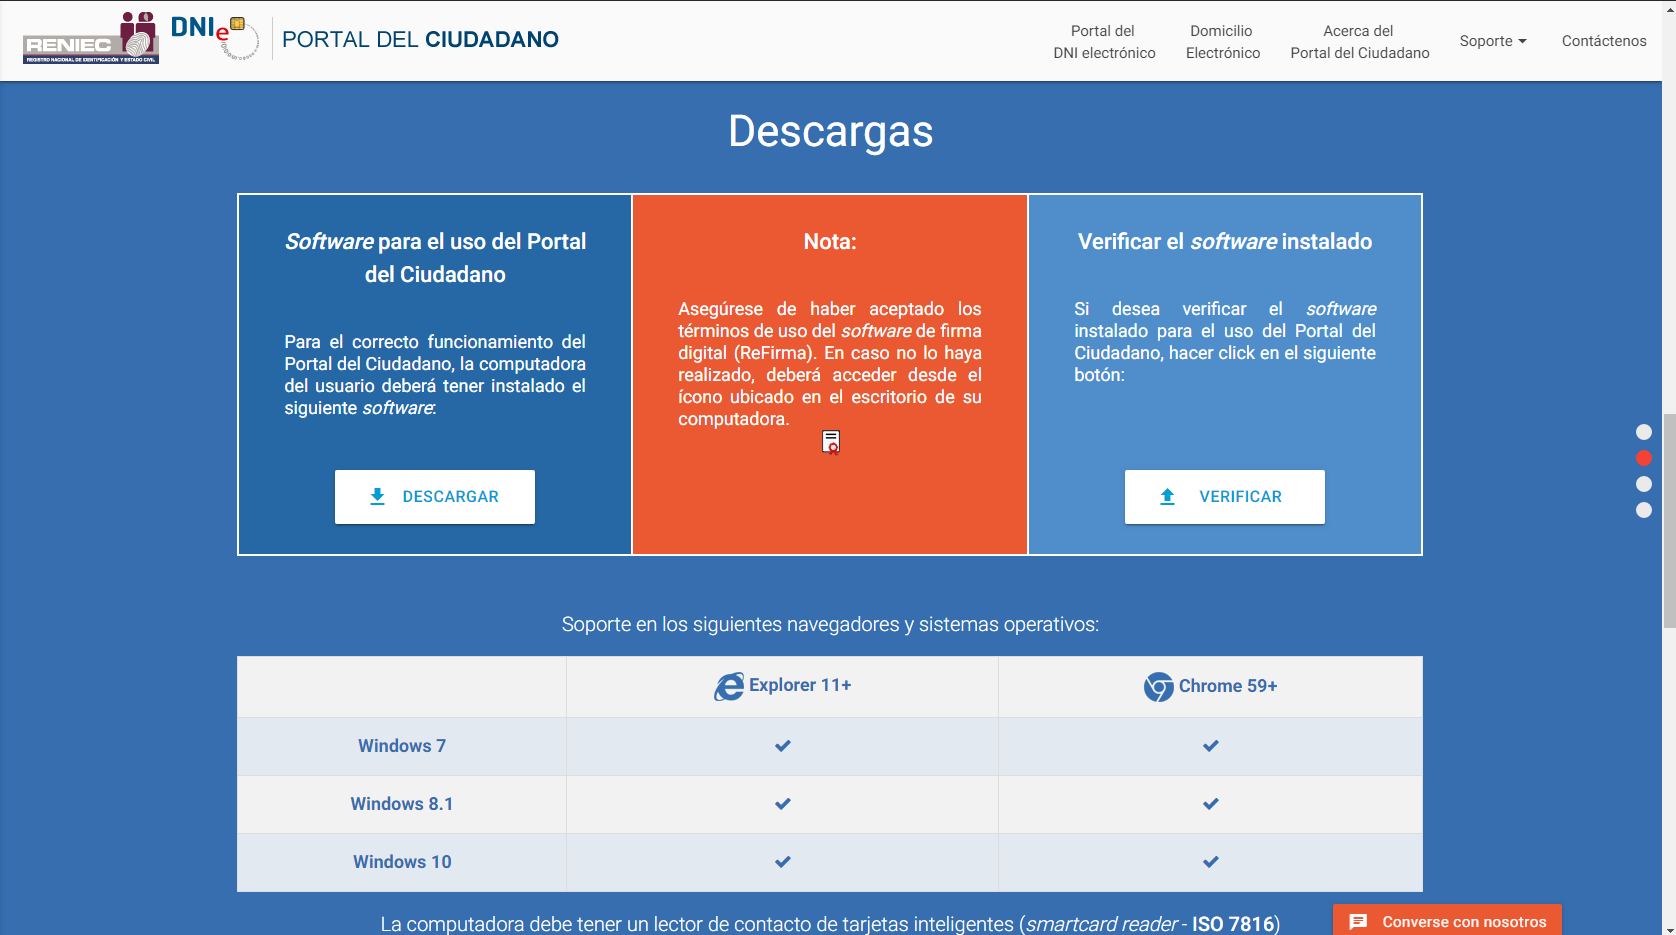 RENIEC
REGISTRO NACIONAL DE IDENTIFICACIÓN Y ESTADO CIVIL
DNIe
PORTAL DEL CIUDADANO
Portal del
DNI electrónico
Domicilio
Electrónico
Acerca del
Portal del Ciudadano
Soporte
Contáctenos
Descargas
Software para el uso del Portal
del Ciudadano
Para el correcto funcionamiento del
Portal del Ciudadano, la computadora
del usuario deberá tener instalado el
siguiente software:
DESCARGAR
Nota:
Asegúrese de haber aceptado los
términos de uso del software de firma
digital (ReFirma). En caso no lo haya
realizado, deberá acceder desde el
ícono ubicado en el escritorio de su
computadora.
Verificar el software instalado
Si desea verificar el software
instalado para el uso del Portal del
Ciudadano, hacer click en el siguiente
botón:
VERIFICAR
Soporte en los siguientes navegadores y sistemas operativos:
Explorer 11+
Chrome 59+
Windows 7
Windows 8.1
Windows 10
La computadora debe tener un lector de contacto de tarjetas inteligentes (smartcard reader - ISO 7816)
Converse con nosotros